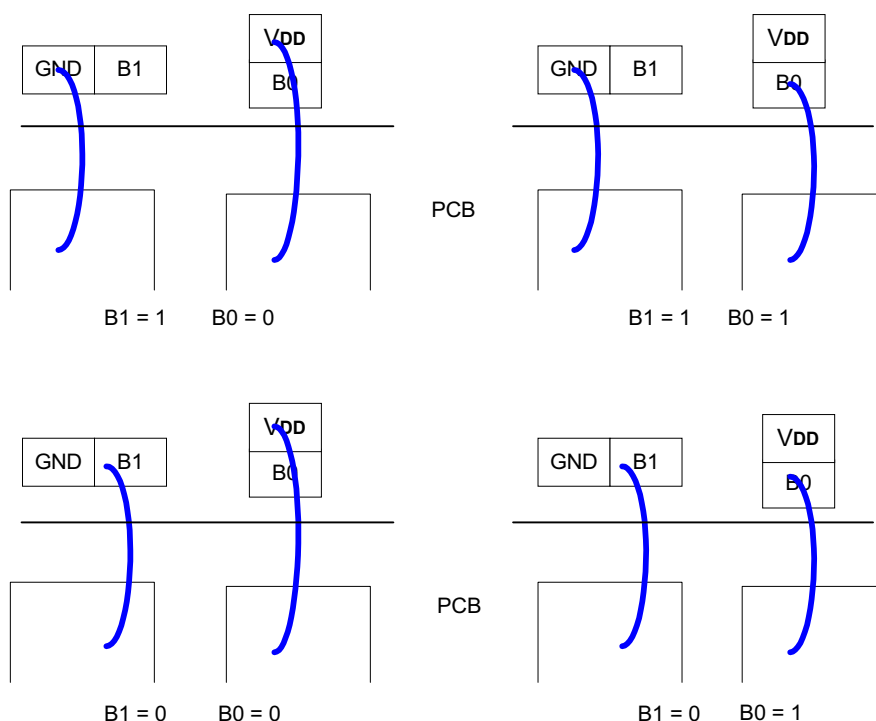 VDD VDD
GND B1 GND B1
B0 B0
PCB
B1 = 1 B0 = 0 B1 = 1 B0 = 1
VDD VDD
GND B1 GND B1
B0 B0
PCB
B1 = 0 B0 = 0 B1 = 0 B0 = 1